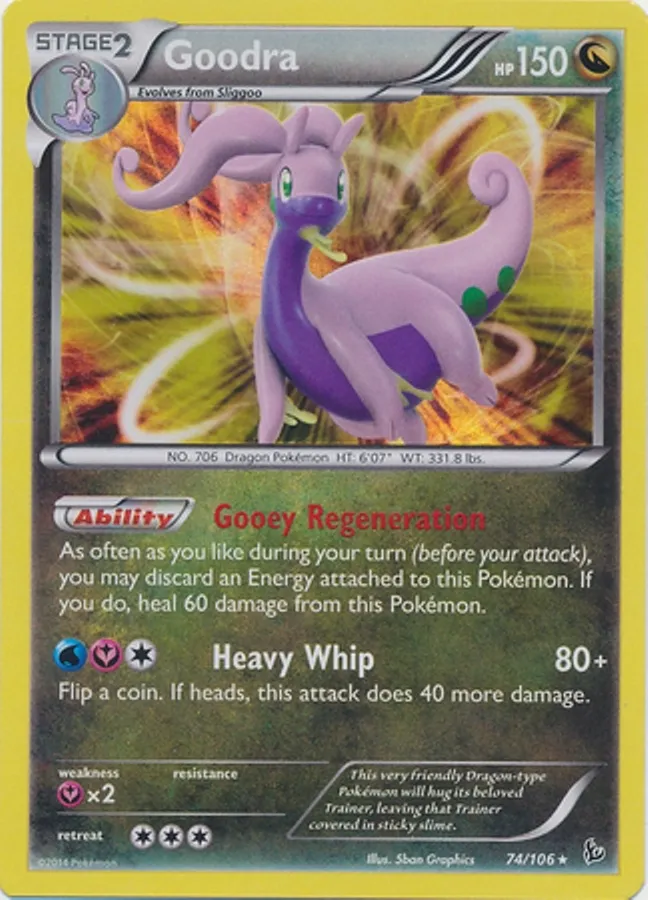 STAGE2
Goodra
HP150
Evolves from Sliggoo
NO. 706 Dragon Pokémon HT: 6'07" WT: 331.8 lbs.
Ability Gooey Regeneration
As often as you like during your turn (before your attack),
you may discard an Energy attached to this Pokémon. If
you do, heal 60 damage from this Pokémon.
Heavy Whip 80+
Flip a coin. If heads, this attack does 40 more damage.
weakness resistance
×2
retreat
This very friendly Dragon-type
Pokémon will hug its beloved
Trainer, leaving that Trainer
covered in sticky slime.
©2014 Pokémon
Illus. 5ban Graphics
74/106★